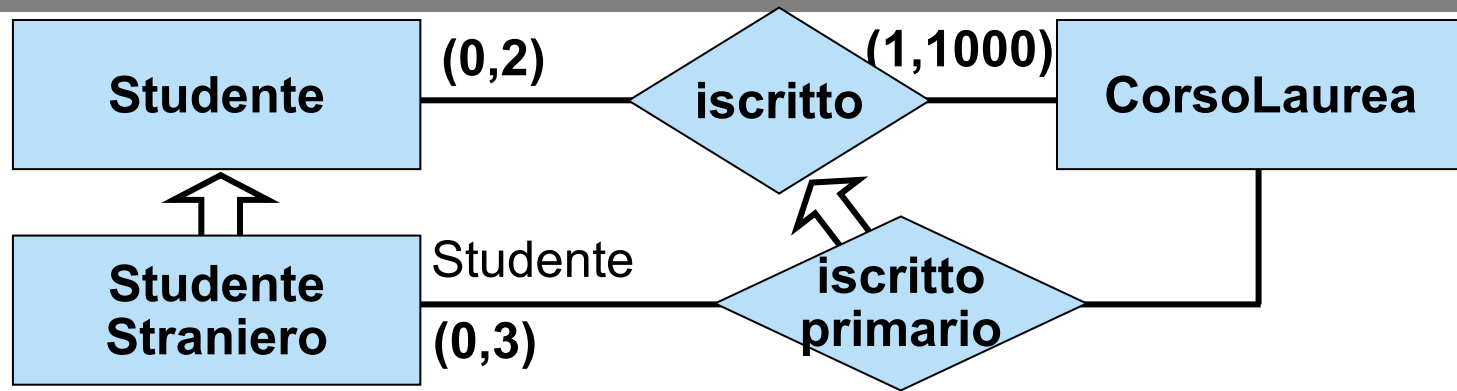 Studente
(0,2)
iscritto
(1,1000)
CorsoLaurea
Studente
Straniero
Studente
(0,3)
iscritto
primario